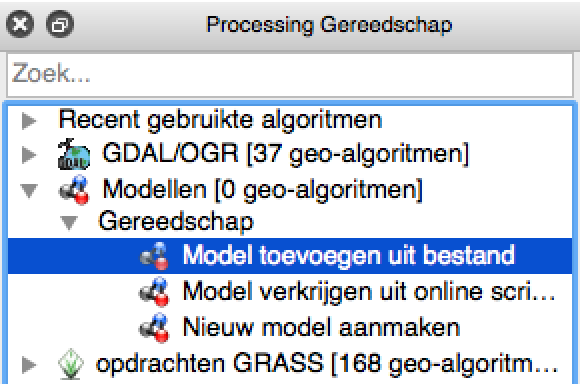 Processing Gereedschap
Zoek...
Recent gebruikte algoritmen
GDAL/OGR [37 geo-algoritmen]
Modellen [0 geo-algoritmen]
Gereedschap
Model toevoegen uit bestand
Model verkrijgen uit online scri...
Nieuw model aanmaken
opdrachten GRASS [168 geo-algoritm...